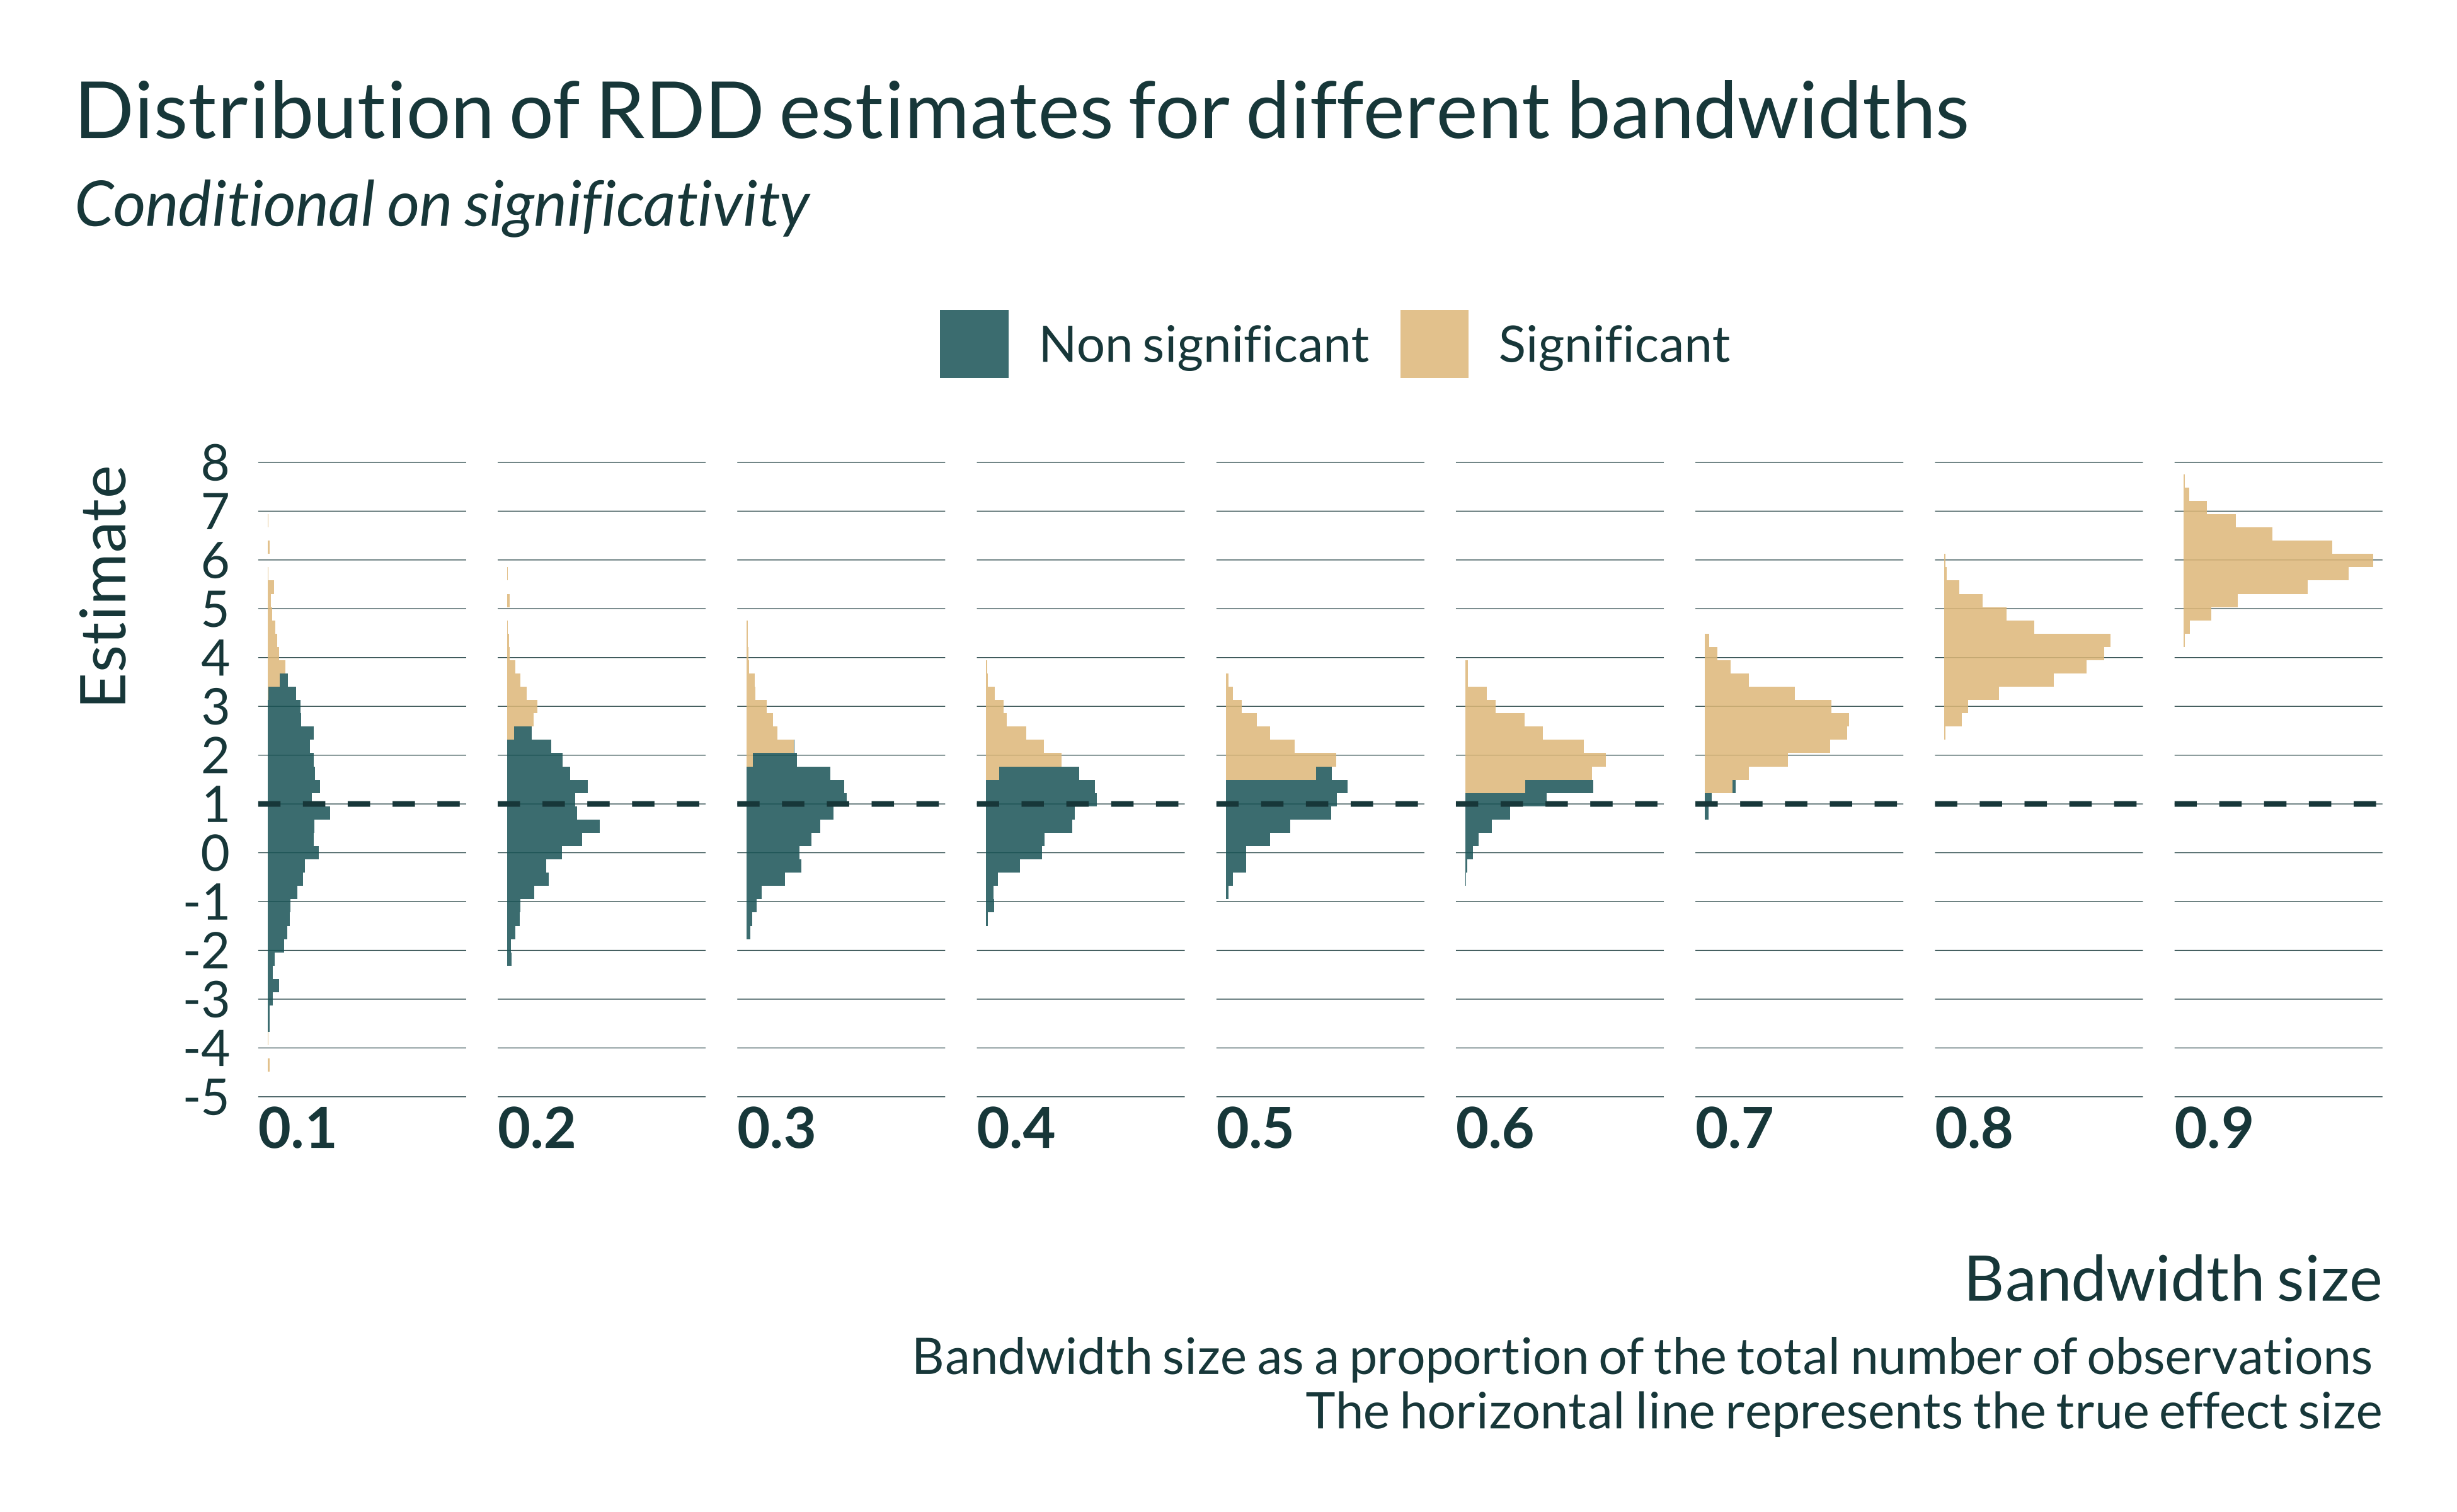 Distribution of RDD estimates for different bandwidths
Conditional on significativity
Non significant
Significant
Estimate
8
7
6
5
4
3
2
1
0
-1
-2
-3
-4
-5
0.1 0.2 0.3 0.4 0.5 0.6 0.7 0.8 0.9
Bandwidth size
Bandwidth size as a proportion of the total number of observations
The horizontal line represents the true effect size